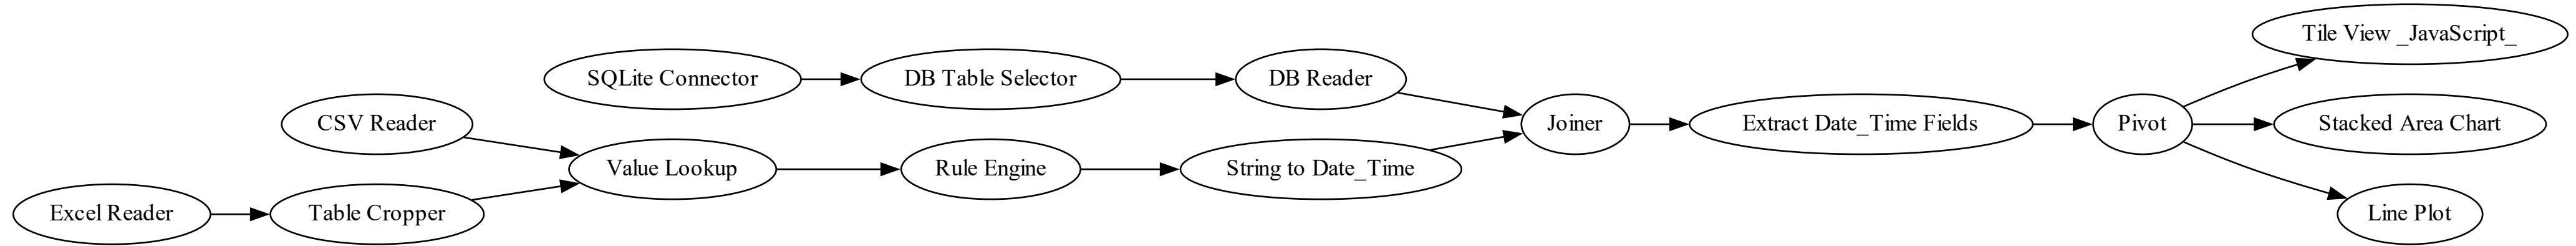 Tile View _JavaScript_
SQLite Connector
DB Table Selector
DB Reader
CSV Reader
Joiner
Extract Date_Time Fields
Pivot
Stacked Area Chart
Value Lookup
Rule Engine
String to Date_Time
Excel Reader
Table Cropper
Line Plot